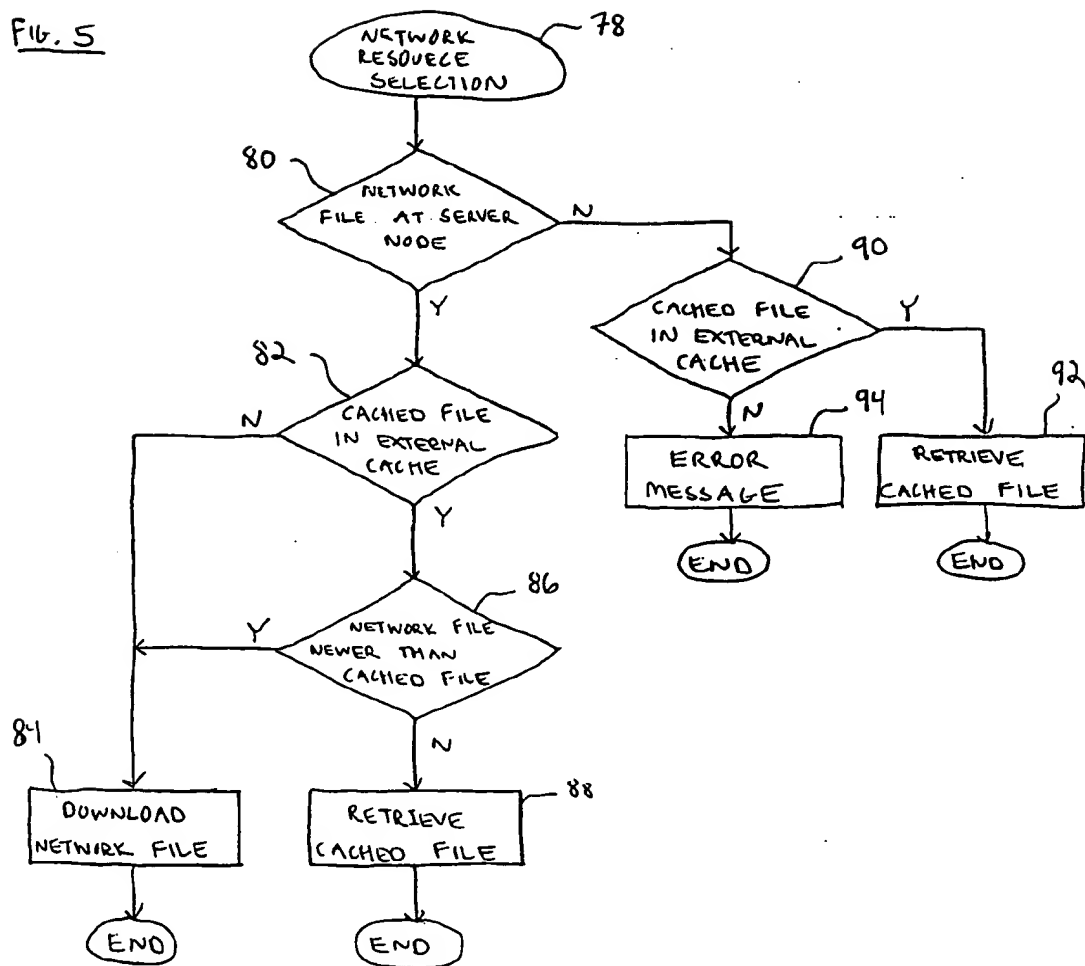 FIG. 5
NETWORK
RESOURCE
SELECTION
78
80
NETWORK
FILE AT SERVER
NODE
N
Y
90
CACHED FILE
IN EXTERNAL
CACHE
Y
N
82
CACHED FILE
IN EXTERNAL
CACHE
N
Y
94
ERROR
MESSAGE
END
92
RETRIEVE
CACHED FILE
END
86
NETWORK FILE
NEWER THAN
CACHED FILE
Y
N
84
DOWNLOAD
NETWORK FILE
END
88
RETRIEVE
CACHED FILE
END